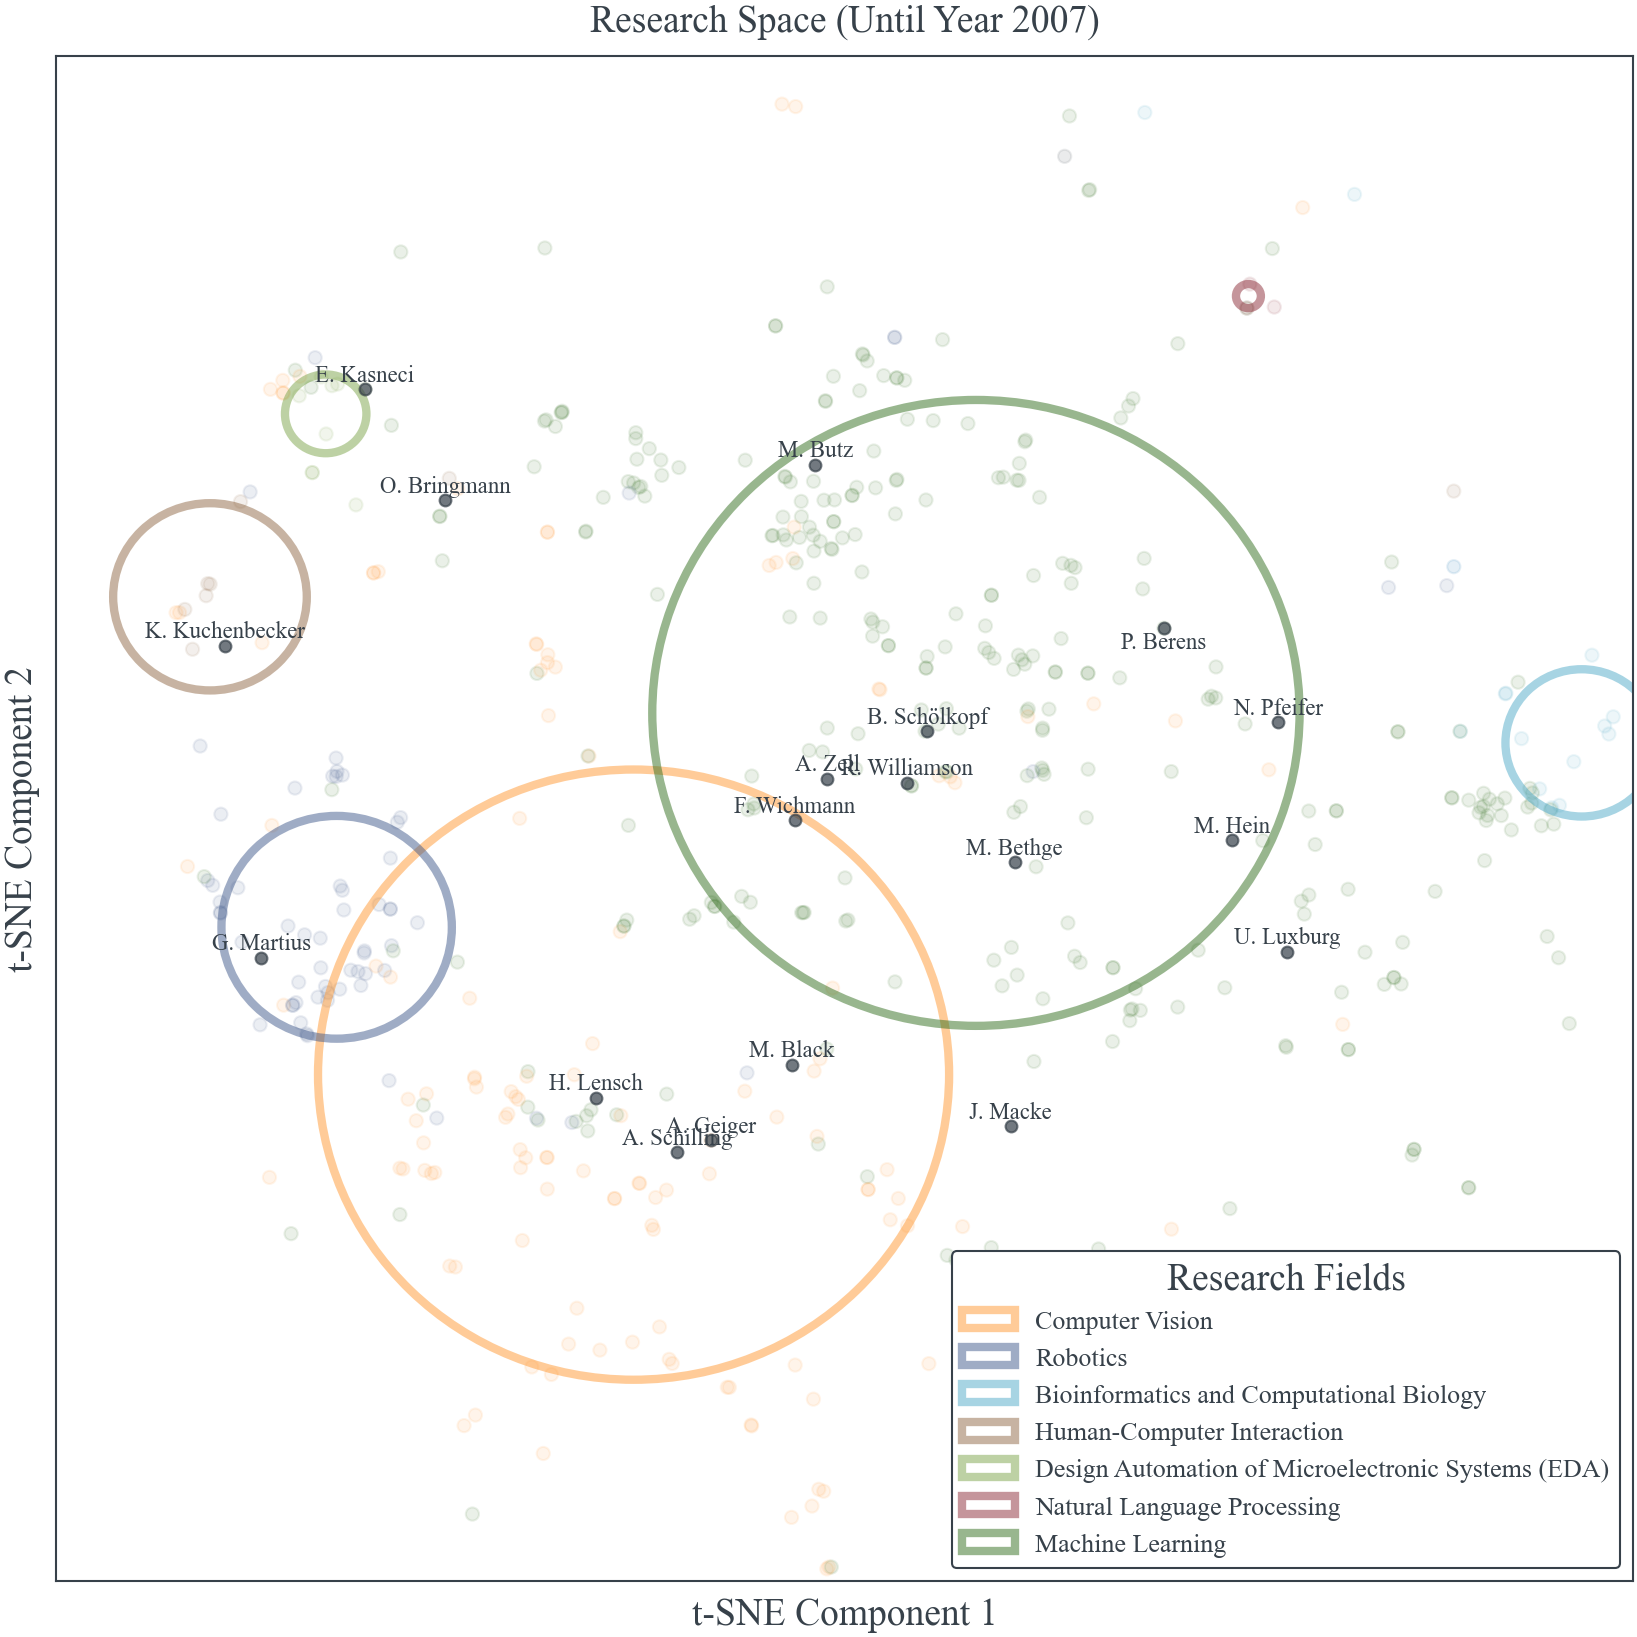 Research Space (Until Year 2007)
E. Kasneci
M. Butz
O. Bringmann
K. Kuchenbecker
P. Berens
N. Pfeifer
B. Schölkopf
A. Zell
R. Williamson
F. Wichmann
M. Hein
M. Bethge
U. Luxburg
G. Martius
M. Black
H. Lensch
J. Macke
A. Geiger
A. Schilling
t-SNE Component 2
Research Fields
Computer Vision
Robotics
Bioinformatics and Computational Biology
Human-Computer Interaction
Design Automation of Microelectronic Systems (EDA)
Natural Language Processing
Machine Learning
t-SNE Component 1